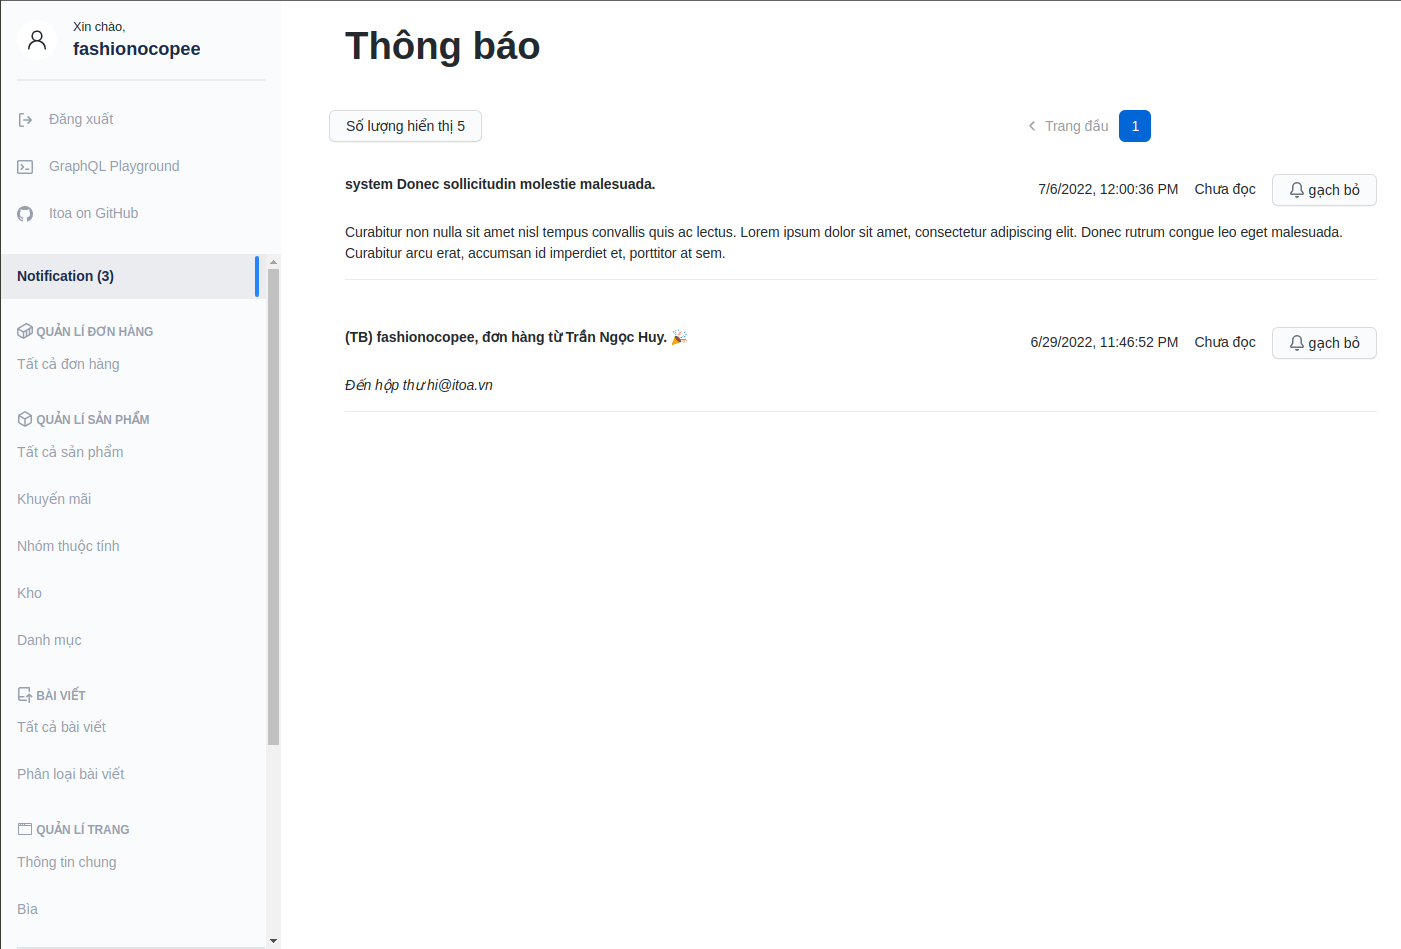 Xin chào,
fashionocopee
Đăng xuất
GraphQL Playground
Itoa on GitHub
Notification (3)
QUẢN LÍ ĐƠN HÀNG
Tất cả đơn hàng
QUẢN LÍ SẢN PHẨM
Tất cả sản phẩm
Khuyến mãi
Nhóm thuộc tính
Kho
Danh mục
BÀI VIẾT
Tất cả bài viết
Phân loại bài viết
QUẢN LÍ TRANG
Thông tin chung
Bìa
Thông báo
Số lượng hiển thị 5
Trang đầu 1
system Donec sollicitudin molestie malesuada.
7/6/2022, 12:00:36 PM Chưa đọc gạch bỏ
Curabitur non nulla sit amet nisl tempus convallis quis ac lectus. Lorem ipsum dolor sit amet, consectetur adipiscing elit. Donec rutrum congue leo eget malesuada.
Curabitur arcu erat, accumsan id imperdiet et, porttitor at sem.
(TB) fashionocopee, đơn hàng từ Trần Ngọc Huy. 🎉
6/29/2022, 11:46:52 PM Chưa đọc gạch bỏ
Đến hộp thư hi@itoa.vn